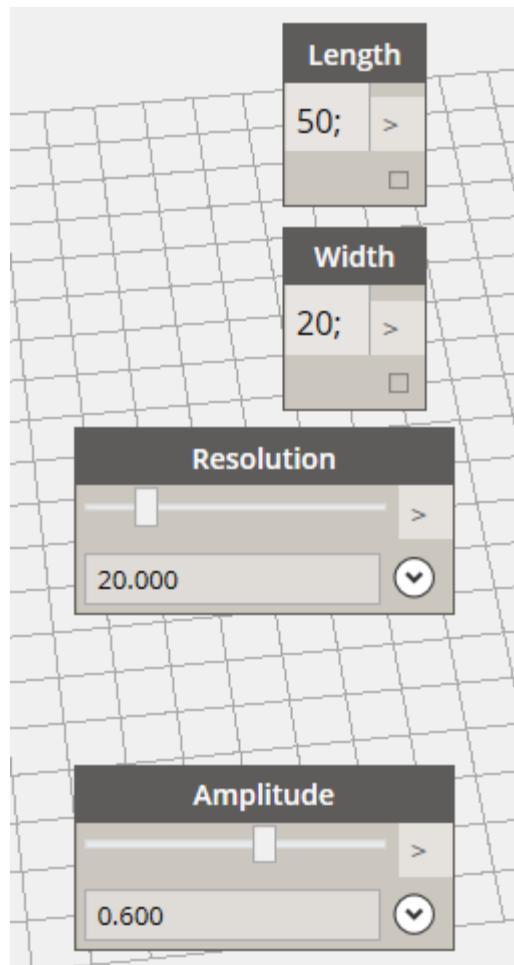 Length
50;
>
Width
20;
>
Resolution
>
20.000
Amplitude
>
0.600